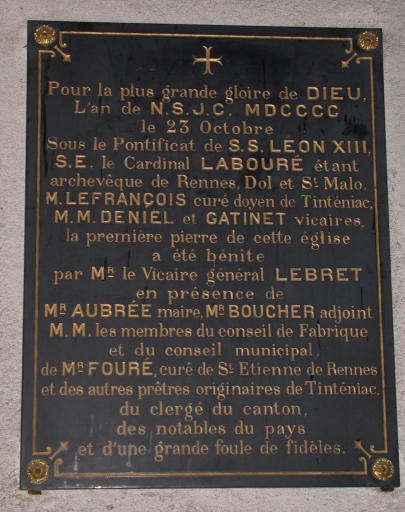 Pour la plus grande gloire de DIEU,
L'an de N.S.J.C. MDCCCC
le 23 Octobre
Sous le Pontificat de S.S. LÉON XIII,
S.E. le Cardinal LABOURÉ étant
archevêque de Rennes, Dol et St Malo,
M. LEFRANÇOIS curé doyen de Tinténiac,
M.M. DENIEL et GATINET vicaires,
la première pierre de cette église
a été bénite
par MR le Vicaire général LEBRET
en présence de
MR AUBRÉE maire, MR BOUCHER adjoint
M.M. les membres du conseil de Fabrique
et du conseil municipal,
de MR FOURÉ, curé de St Etienne de Rennes
et des autres prêtres originaires de Tinténiac,
du clergé du canton,
des notables du pays
et d'une grande foule de fidèles.